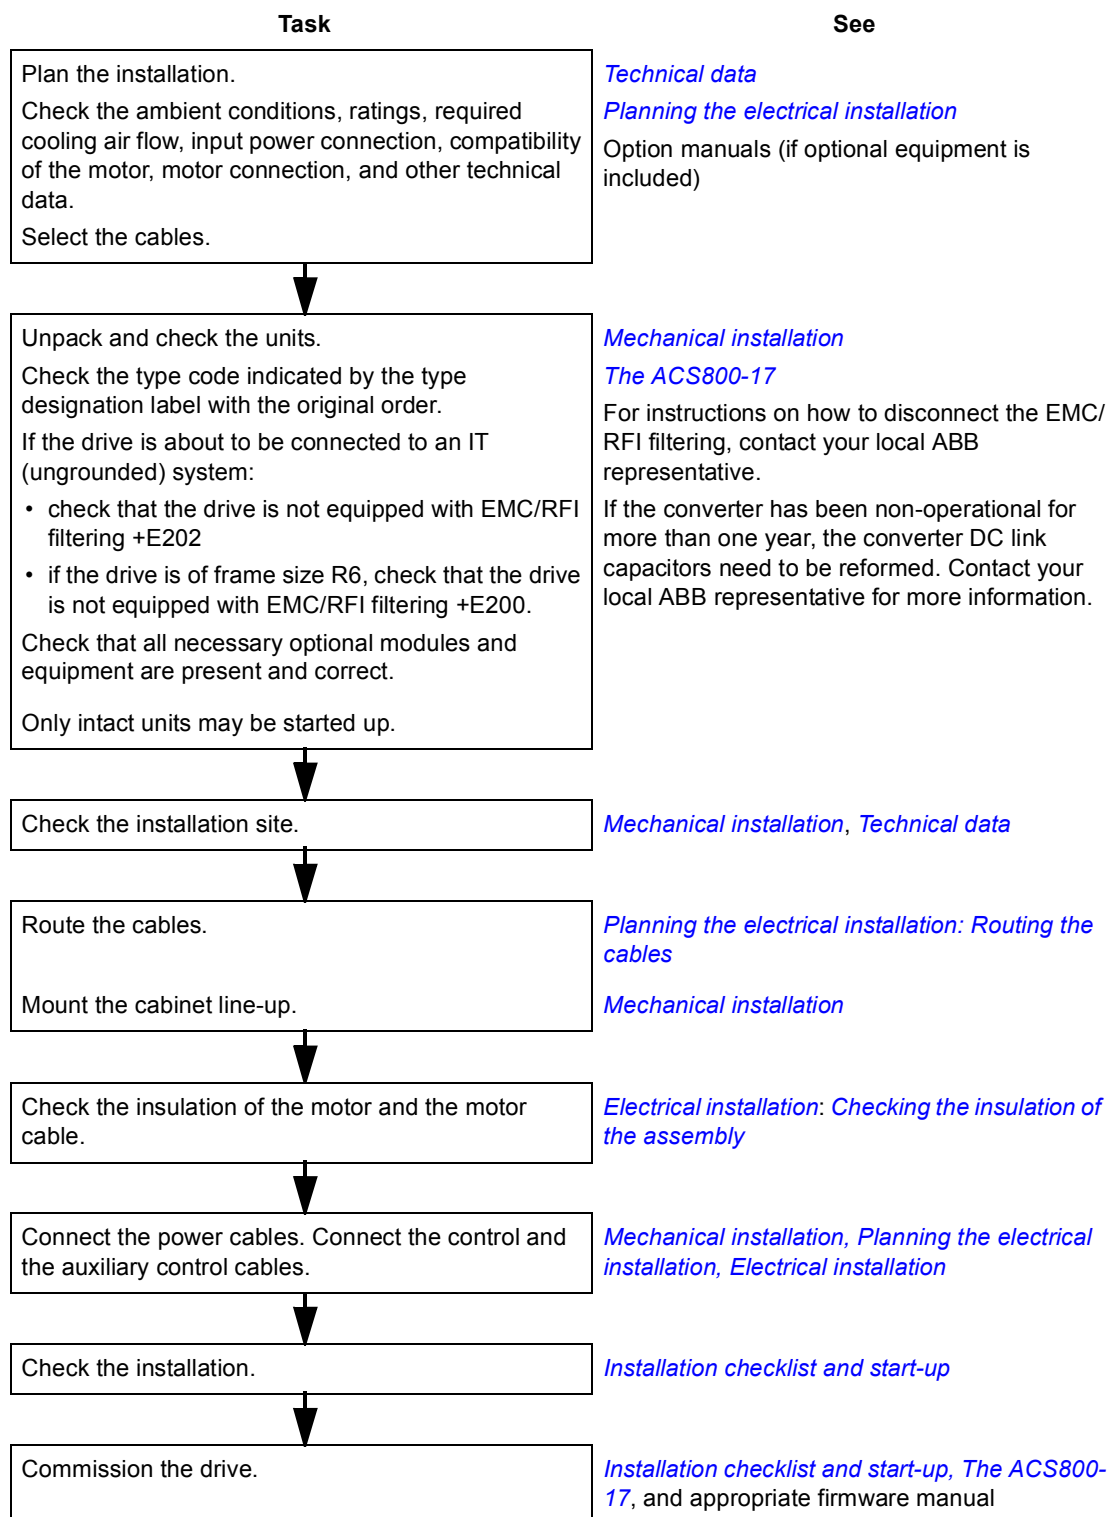 Task See
Plan the installation.
Check the ambient conditions, ratings, required
cooling air flow, input power connection, compatibility
of the motor, motor connection, and other technical
data.
Select the cables.
Technical data
Planning the electrical installation
Option manuals (if optional equipment is
included)
Unpack and check the units.
Check the type code indicated by the type
designation label with the original order.
If the drive is about to be connected to an IT
(ungrounded) system:
• check that the drive is not equipped with EMC/RFI
filtering +E202
• if the drive is of frame size R6, check that the drive
is not equipped with EMC/RFI filtering +E200.
Check that all necessary optional modules and
equipment are present and correct.
Only intact units may be started up.
Mechanical installation
The ACS800-17
For instructions on how to disconnect the EMC/
RFI filtering, contact your local ABB
representative.
If the converter has been non-operational for
more than one year, the converter DC link
capacitors need to be reformed. Contact your
local ABB representative for more information.
Check the installation site.
Mechanical installation, Technical data
Route the cables.
Planning the electrical installation: Routing the
cables
Mount the cabinet line-up.
Mechanical installation
Check the insulation of the motor and the motor
cable.
Electrical installation: Checking the insulation of
the assembly
Connect the power cables. Connect the control and
the auxiliary control cables.
Mechanical installation, Planning the electrical
installation, Electrical installation
Check the installation.
Installation checklist and start-up
Commission the drive.
Installation checklist and start-up, The ACS800-
17, and appropriate firmware manual